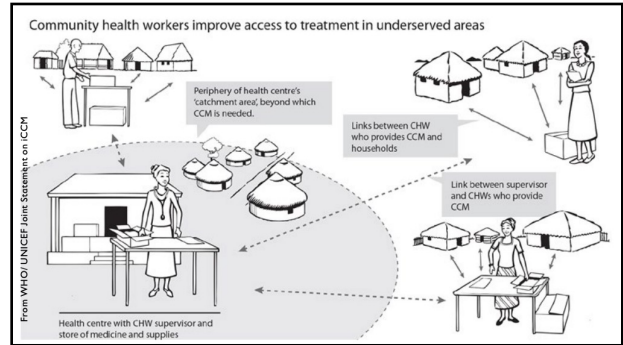 Community health workers improve access to treatment in underserved areas
Periphery of health centre's
'catchment area', beyond which
CCM is needed.
Links between CHW
who provides CCM and
households
Link between supervisor
and CHWs who provide
CCM
Health centre with CHW supervisor and
store of medicine and supplies
From WHO/ UNICEF Joint Statement on iCCM